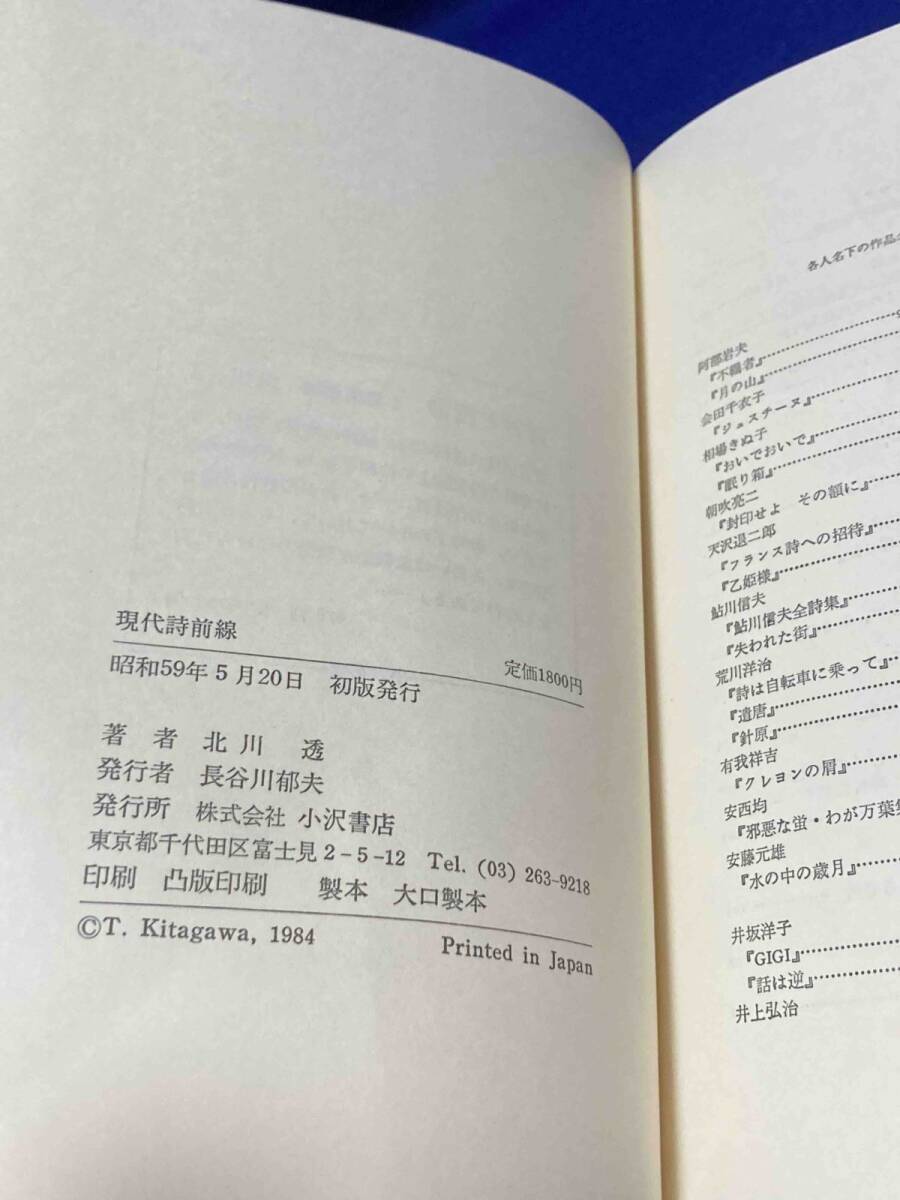 現代詩前線
定価1800円
昭和59年5月20日 初版発行
著者 北川 透
発行者 長谷川郁夫
発行所 株式会社 小沢書店
東京都千代田区富士見2-5-12 Tel. (03) 263-9218
印刷 凸版印刷 製本 大口製本
©T. Kitagawa, 1984 Printed in Japan
各人名下の作品
阿部岩夫
『不羈者』
『月の山』
会田千衣子
『ジュスチーヌ』
相場きぬ子
『おいでおいで』
『眠り箱』
朝吹亮二
『封印せよ その額に』
天沢退二郎
『フランス詩への招待』
『乙姫様』
鮎川信夫
『鮎川信夫全詩集』
『失われた街』
荒川洋治
『詩は自転車に乗って』
『遣唐』
『針原』
有我祥吉
『クレヨンの屑』
安西均
『邪悪な蛍・わが万葉集
安藤元雄
『水の中の歳月』
井坂洋子
『GIGI』
『話は逆』
井上弘治